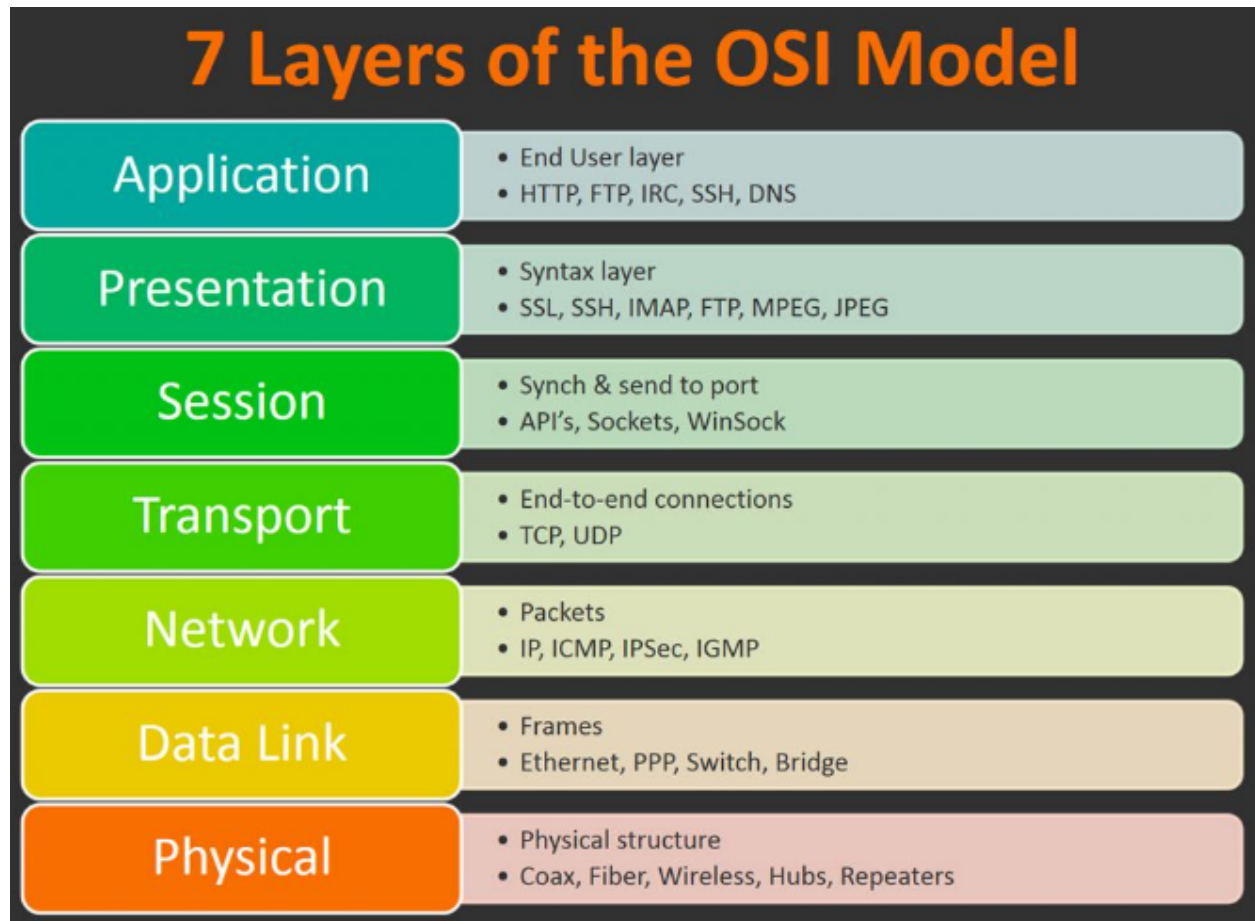 7 Layers of the OSI Model
Application
• End User layer
• HTTP, FTP, IRC, SSH, DNS
Presentation
• Syntax layer
• SSL, SSH, IMAP, FTP, MPEG, JPEG
Session
• Synch & send to port
• API's, Sockets, WinSock
Transport
• End-to-end connections
• TCP, UDP
Network
• Packets
• IP, ICMP, IPSec, IGMP
Data Link
• Frames
• Ethernet, PPP, Switch, Bridge
Physical
• Physical structure
• Coax, Fiber, Wireless, Hubs, Repeaters